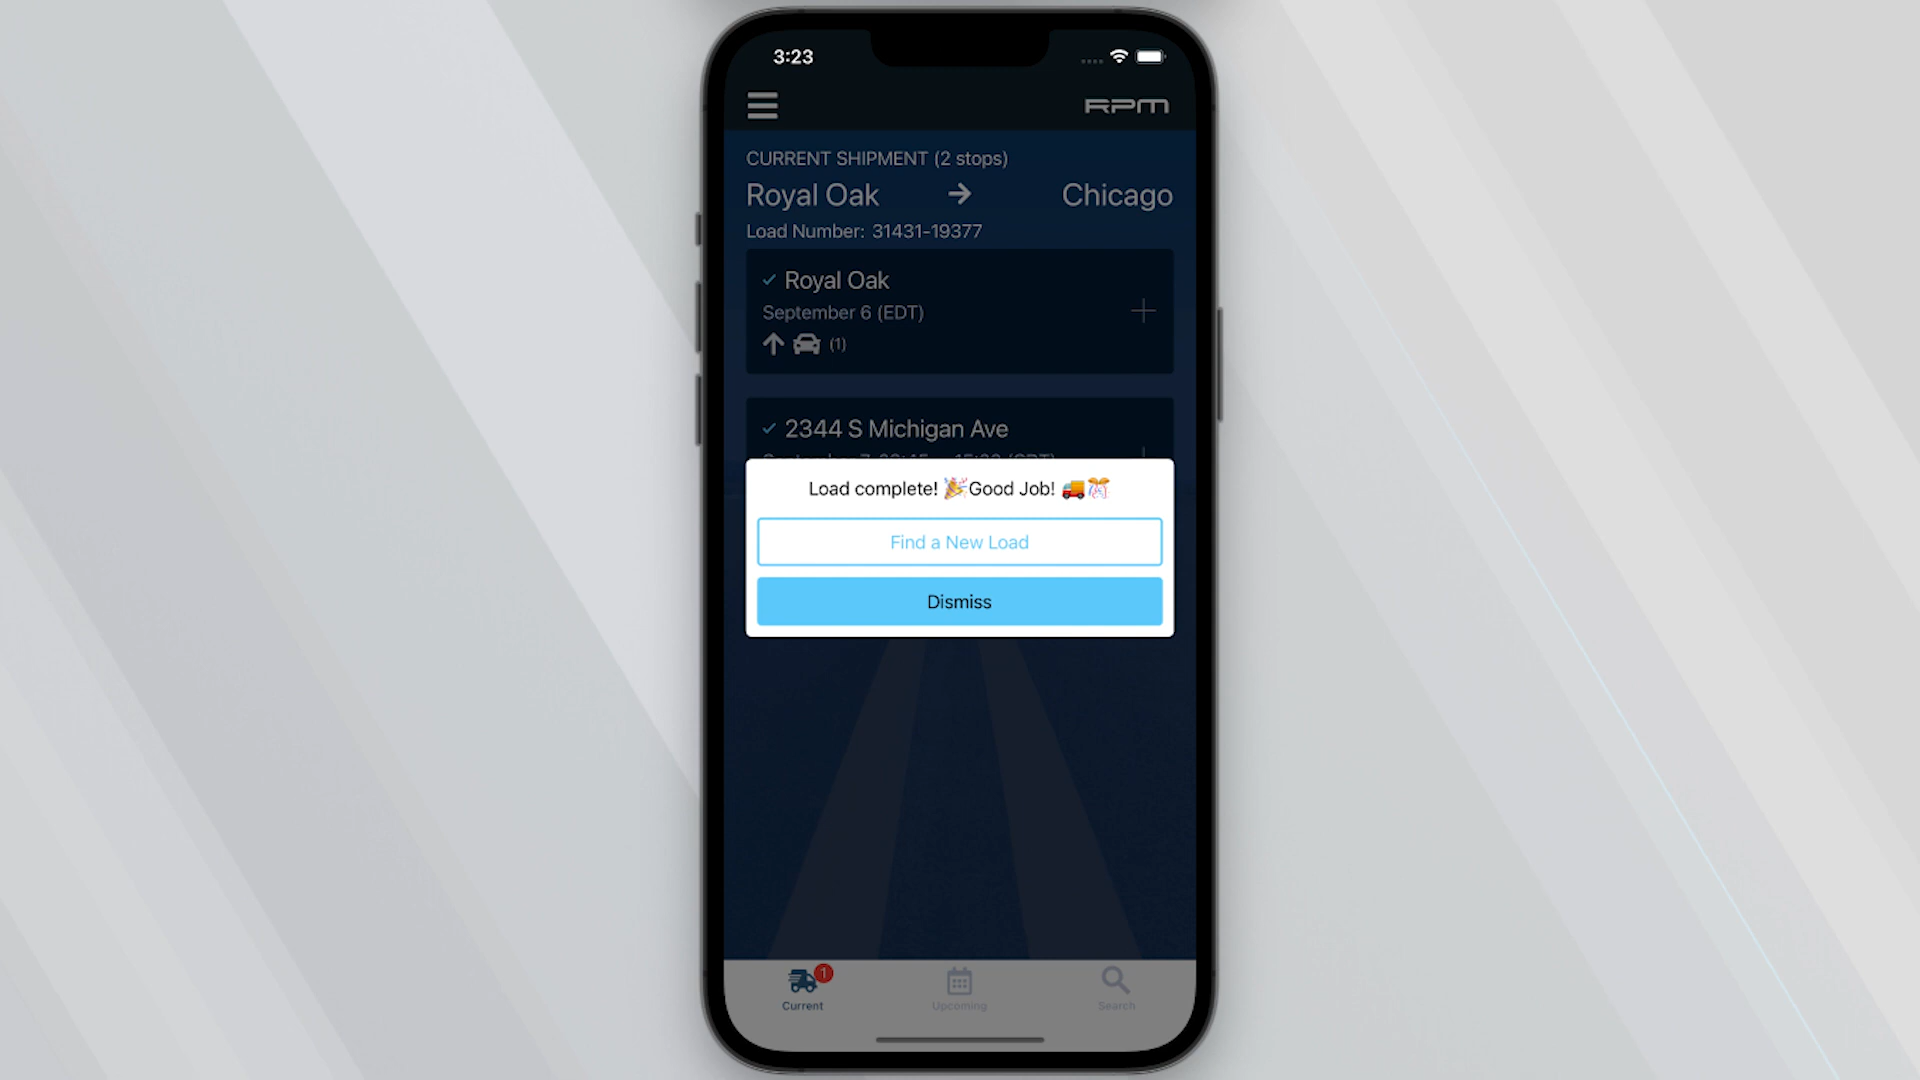 3:23
RPM
CURRENT SHIPMENT (2 stops)
Royal Oak → Chicago
Load Number: 31431-19377
✓ Royal Oak
September 6 (EDT)
(1)
✓ 2344 S Michigan Ave
Load complete! 🎉Good Job! 🚚🎊
Find a New Load
Dismiss
1
Current
Upcoming
Search